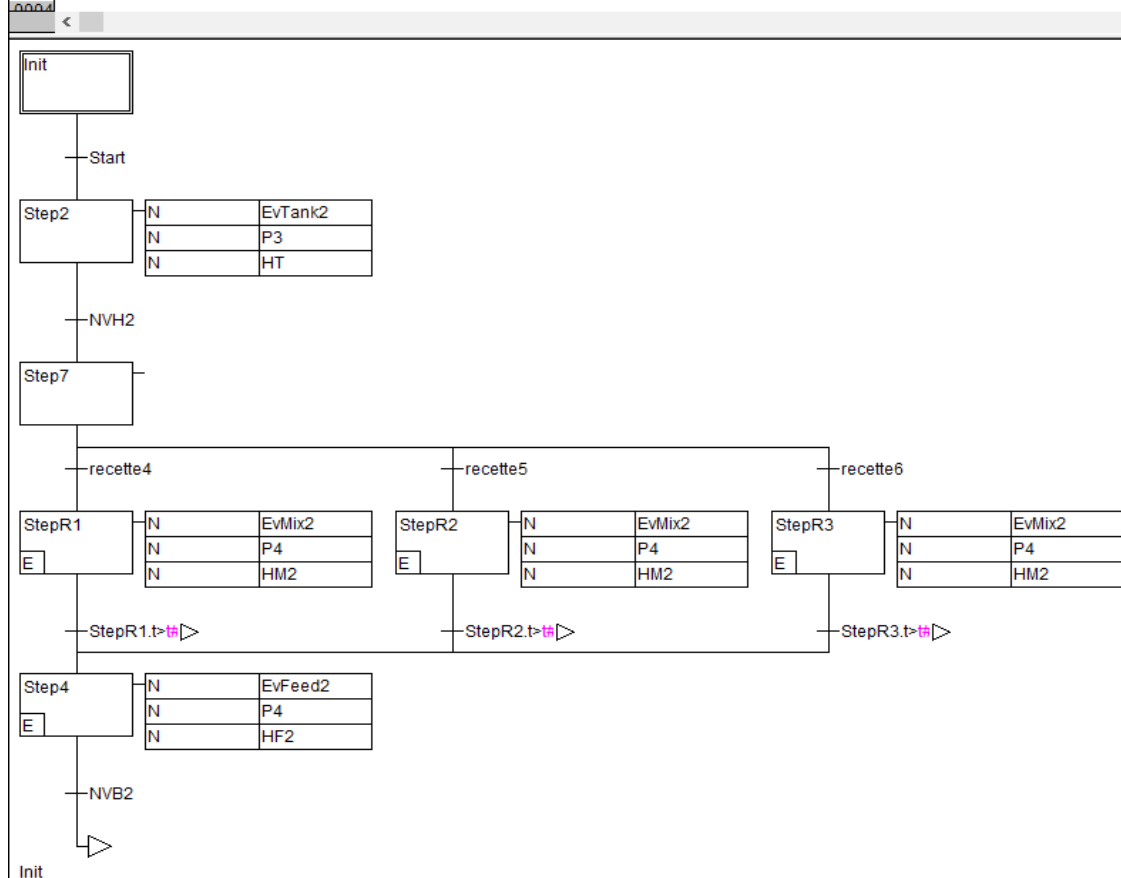 0004
<
Init
Start
Step2 N EvTank2
N P3
N HT
NVH2
Step7
recette4 recette5 recette6
StepR1 N EvMix2 StepR2 N EvMix2 StepR3 N EvMix2
N P4 N P4 N P4
E N HM2 E N HM2 E N HM2
StepR1.t>t# StepR2.t>t# StepR3.t>t#
Step4 N EvFeed2
N P4
E N HF2
NVB2
Init